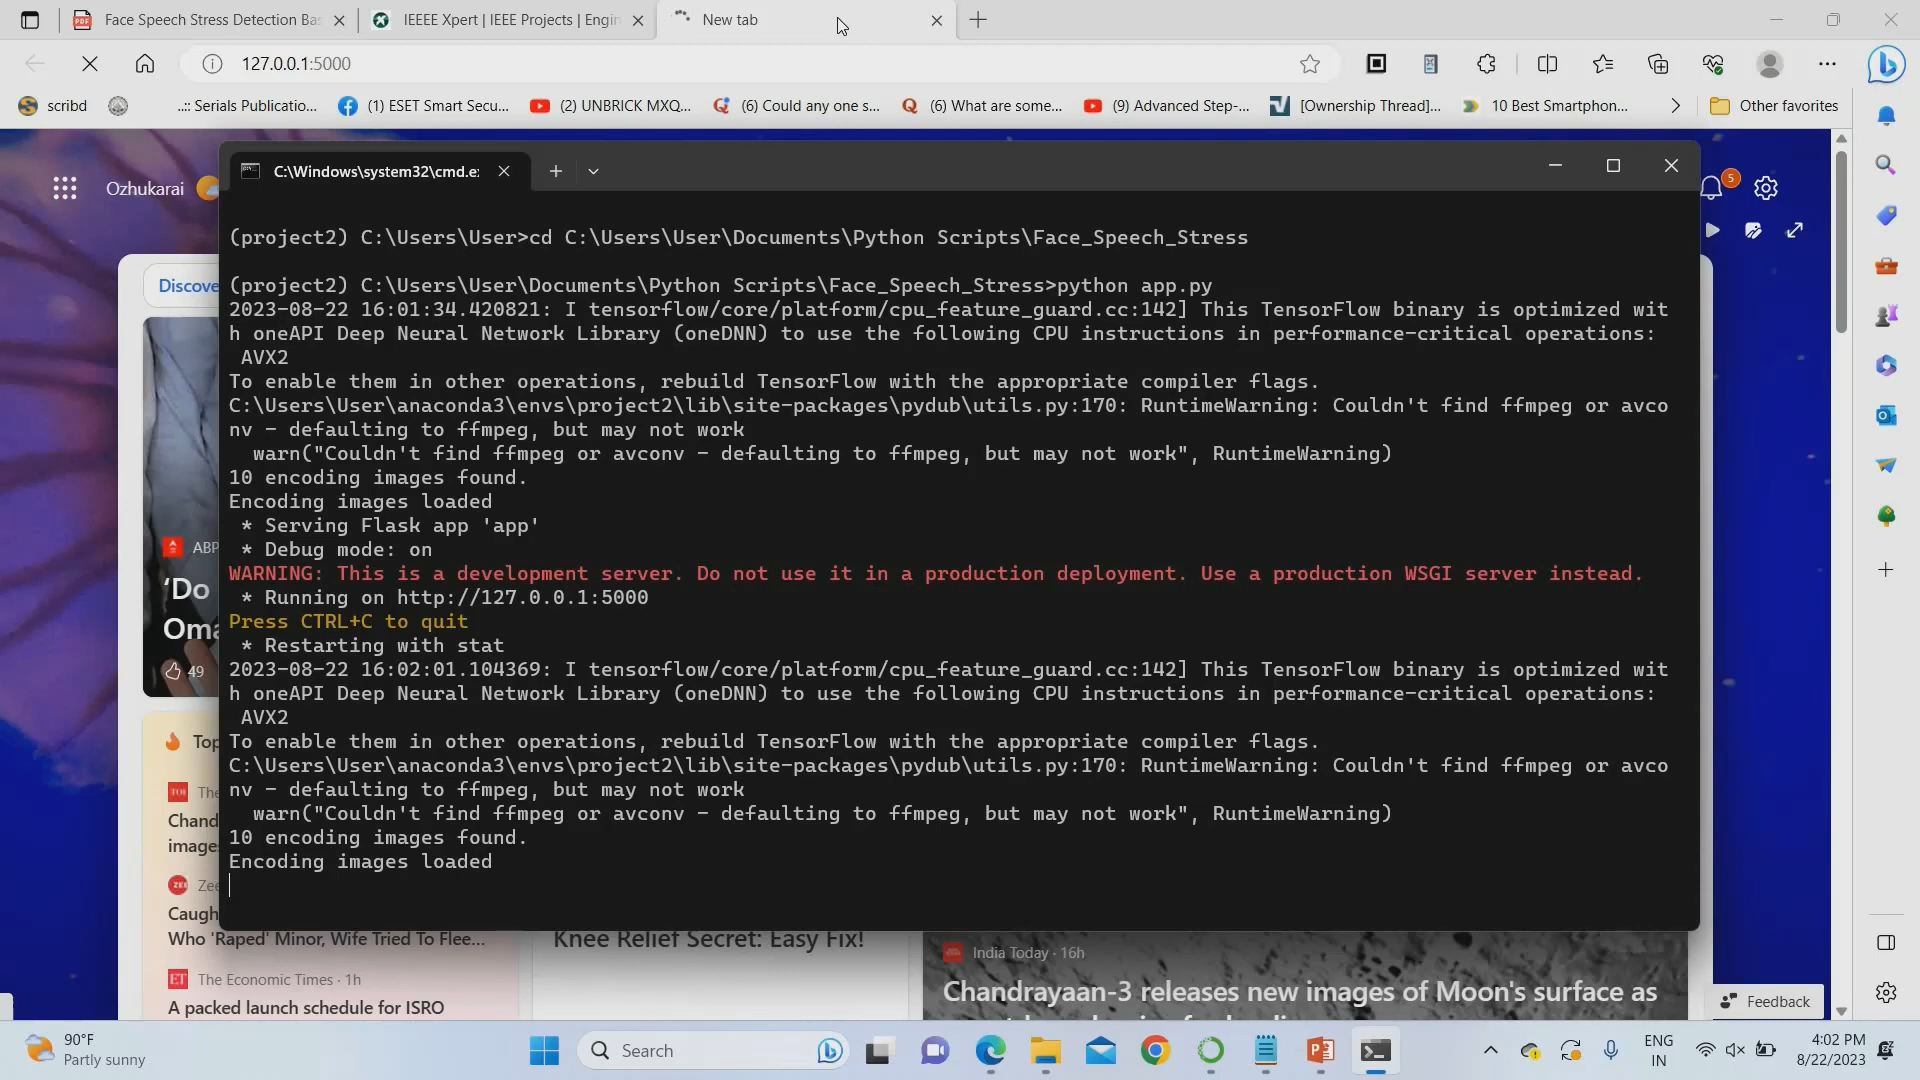 Face Speech Stress Detection Ba
IEEEE Xpert | IEEE Projects | Engin
New tab
127.0.0.1:5000
scribd
..:: Serials Publicatio...
(1) ESET Smart Secu...
(2) UNBRICK MXQ...
(6) Could any one s...
(6) What are some...
(9) Advanced Step-...
[Ownership Thread]...
10 Best Smartphon...
Other favorites
Ozhukarai
5
C:\Windows\system32\cmd.e
(project2) C:\Users\User>cd C:\Users\User\Documents\Python Scripts\Face_Speech_Stress
(project2) C:\Users\User\Documents\Python Scripts\Face_Speech_Stress>python app.py
2023-08-22 16:01:34.420821: I tensorflow/core/platform/cpu_feature_guard.cc:142] This TensorFlow binary is optimized wit
h oneAPI Deep Neural Network Library (oneDNN) to use the following CPU instructions in performance-critical operations:
AVX2
To enable them in other operations, rebuild TensorFlow with the appropriate compiler flags.
C:\Users\User\anaconda3\envs\project2\lib\site-packages\pydub\utils.py:170: RuntimeWarning: Couldn't find ffmpeg or avco
nv - defaulting to ffmpeg, but may not work
warn("Couldn't find ffmpeg or avconv - defaulting to ffmpeg, but may not work", RuntimeWarning)
10 encoding images found.
Encoding images loaded
* Serving Flask app 'app'
* Debug mode: on
WARNING: This is a development server. Do not use it in a production deployment. Use a production WSGI server instead.
* Running on http://127.0.0.1:5000
Press CTRL+C to quit
* Restarting with stat
2023-08-22 16:02:01.104369: I tensorflow/core/platform/cpu_feature_guard.cc:142] This TensorFlow binary is optimized wit
h oneAPI Deep Neural Network Library (oneDNN) to use the following CPU instructions in performance-critical operations:
AVX2
To enable them in other operations, rebuild TensorFlow with the appropriate compiler flags.
C:\Users\User\anaconda3\envs\project2\lib\site-packages\pydub\utils.py:170: RuntimeWarning: Couldn't find ffmpeg or avco
nv - defaulting to ffmpeg, but may not work
warn("Couldn't find ffmpeg or avconv - defaulting to ffmpeg, but may not work", RuntimeWarning)
10 encoding images found.
Encoding images loaded
Discove
ABP
‘Do
Oma
49
Top
The
Chand
image
Zee
Caugh
Who 'Raped' Minor, Wife Tried To Flee...
ET The Economic Times · 1h
A packed launch schedule for ISRO
Knee Relief Secret: Easy Fix!
India Today · 16h
Chandrayaan-3 releases new images of Moon's surface as
Feedback
90°F
Partly sunny
Search
ENG
IN
4:02 PM
8/22/2023